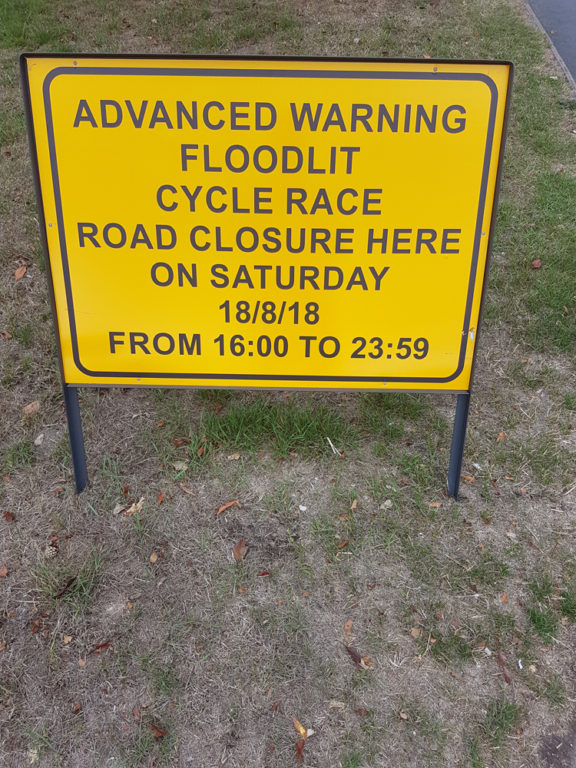 ADVANCED WARNING
FLOODLIT
CYCLE RACE
ROAD CLOSURE HERE
ON SATURDAY
18/8/18
FROM 16:00 TO 23:59